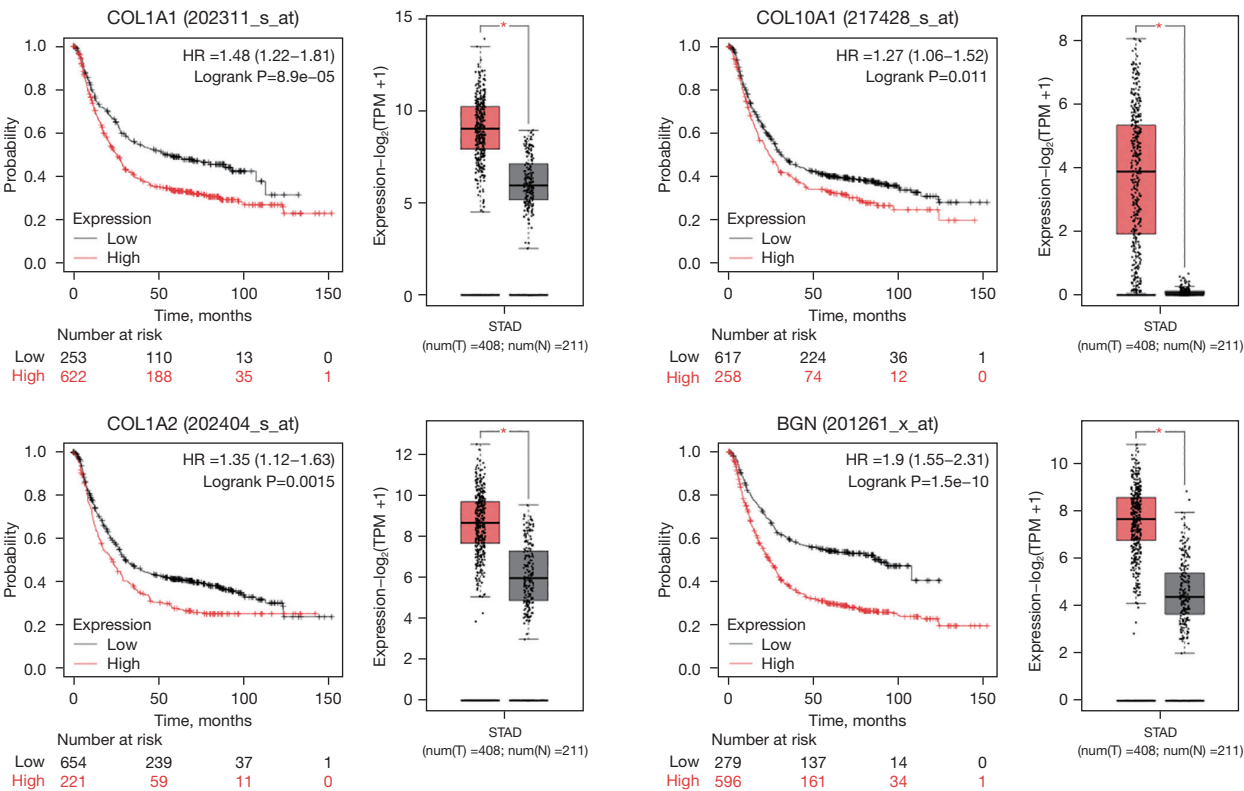 COL1A1 (202311_s_at)
HR =1.48 (1.22–1.81)
Logrank P=8.9e–05
Probability
1.0
0.8
0.6
0.4
0.2
0.0
Expression
Low
High
0 50 100 150
Time, months
Number at risk
Low 253 110 13 0
High 622 188 35 1
Expression–log₂(TPM +1)
15
10
5
0
*
STAD
(num(T) =408; num(N) =211)
COL10A1 (217428_s_at)
HR =1.27 (1.06–1.52)
Logrank P=0.011
Probability
1.0
0.8
0.6
0.4
0.2
0.0
Expression
Low
High
0 50 100 150
Time, months
Number at risk
Low 617 224 36 1
High 258 74 12 0
Expression–log₂(TPM +1)
8
6
4
2
0
*
STAD
(num(T) =408; num(N) =211)
COL1A2 (202404_s_at)
HR =1.35 (1.12–1.63)
Logrank P=0.0015
Probability
1.0
0.8
0.6
0.4
0.2
0.0
Expression
Low
High
0 50 100 150
Time, months
Number at risk
Low 654 239 37 1
High 221 59 11 0
Expression–log₂(TPM +1)
12
10
8
6
4
2
0
*
STAD
(num(T) =408; num(N) =211)
BGN (201261_x_at)
HR =1.9 (1.55–2.31)
Logrank P=1.5e–10
Probability
1.0
0.8
0.6
0.4
0.2
0.0
Expression
Low
High
0 50 100 150
Time, months
Number at risk
Low 279 137 14 0
High 596 161 34 1
Expression–log₂(TPM +1)
10
8
6
4
2
0
*
STAD
(num(T) =408; num(N) =211)